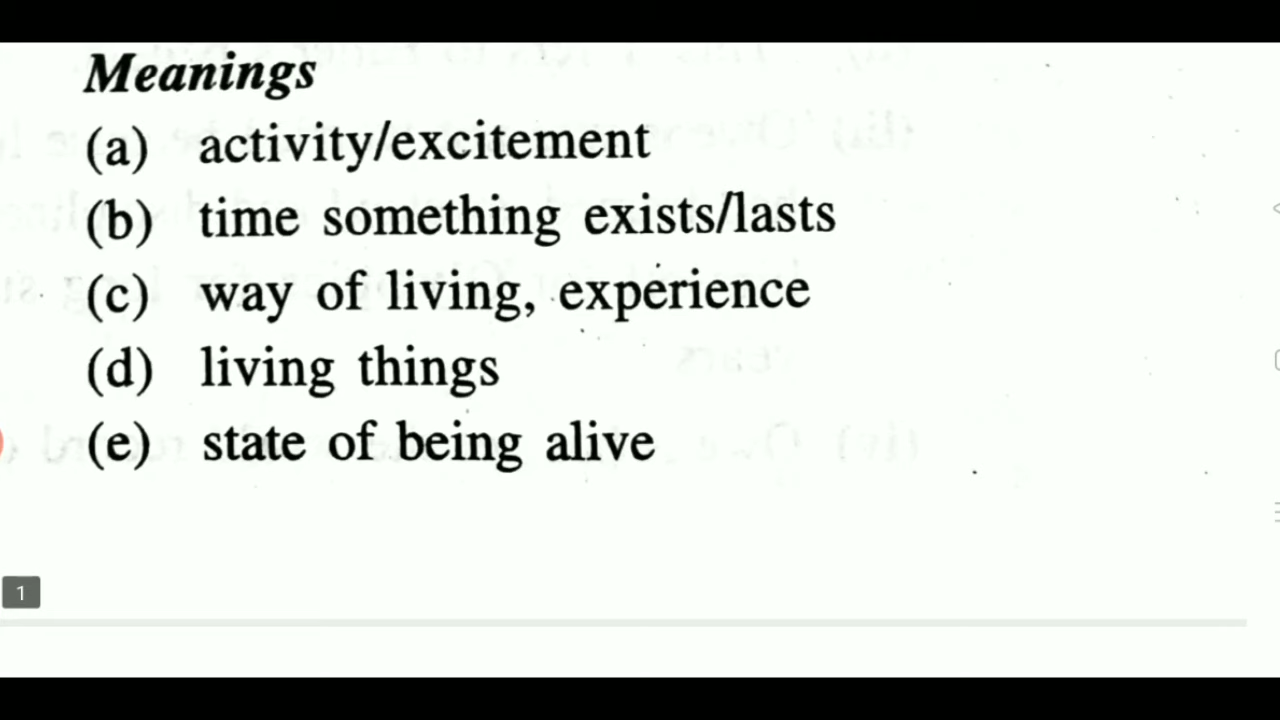 Meanings
(a) activity/excitement
(b) time something exists/lasts
(c) way of living, experience
(d) living things
(e) state of being alive
1